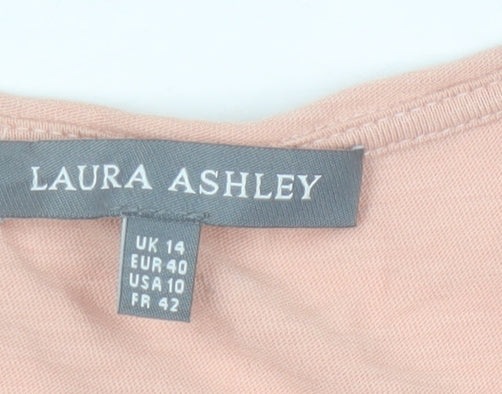 LAURA ASHLEY
UK 14
EUR 40
USA 10
FR 42